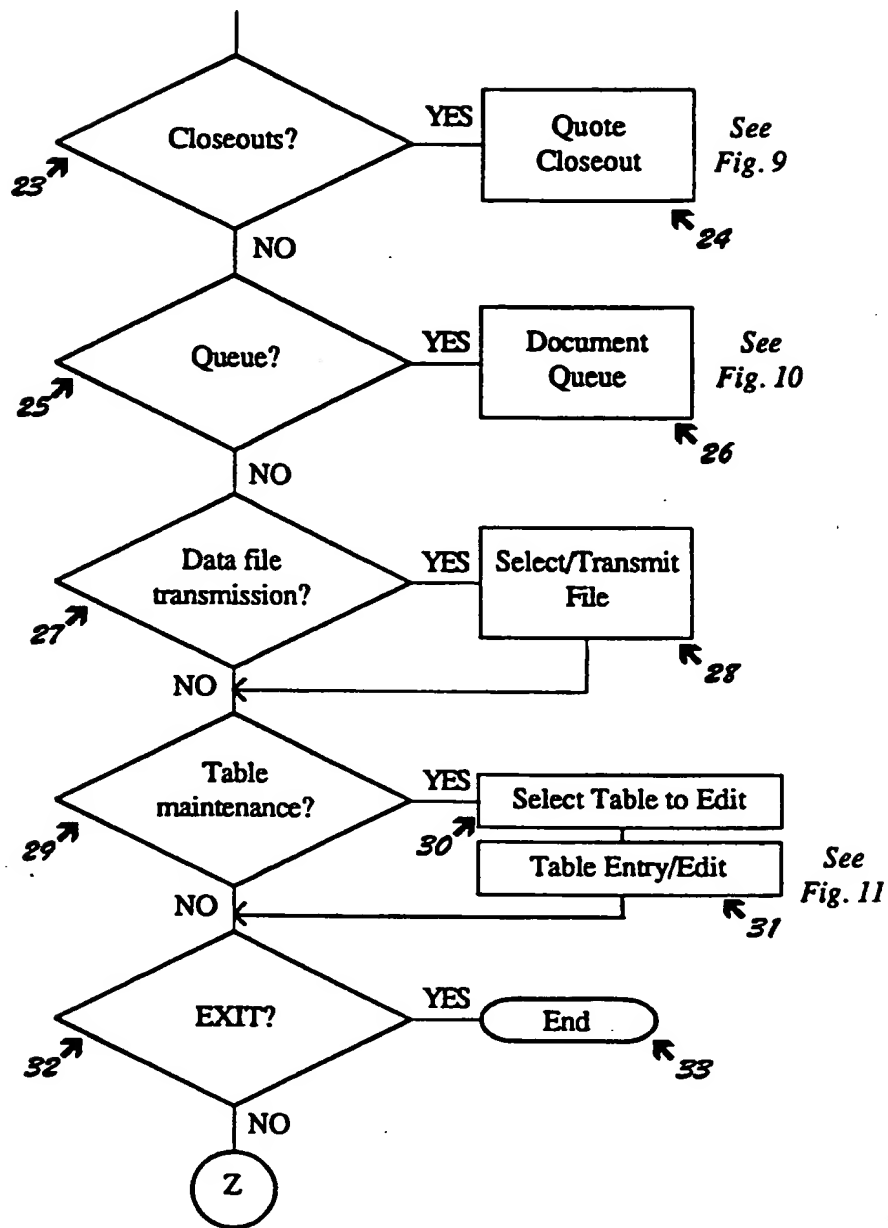 Closeouts?
23
YES
Quote
Closeout
24
See
Fig. 9
NO
Queue?
25
YES
Document
Queue
26
See
Fig. 10
NO
Data file
transmission?
27
YES
Select/Transmit
File
28
NO
Table
maintenance?
29
YES
Select Table to Edit
30
Table Entry/Edit
31
See
Fig. 11
NO
EXIT?
32
YES
End
33
NO
Z